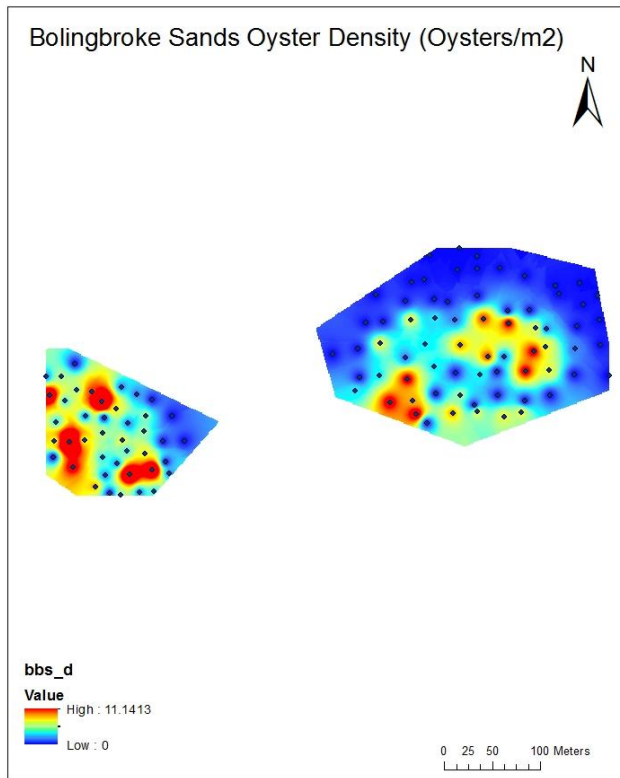 Bolingbroke Sands Oyster Density (Oysters/m2)
N
bbs_d
Value
High : 11.1413
Low : 0
0 25 50 100 Meters